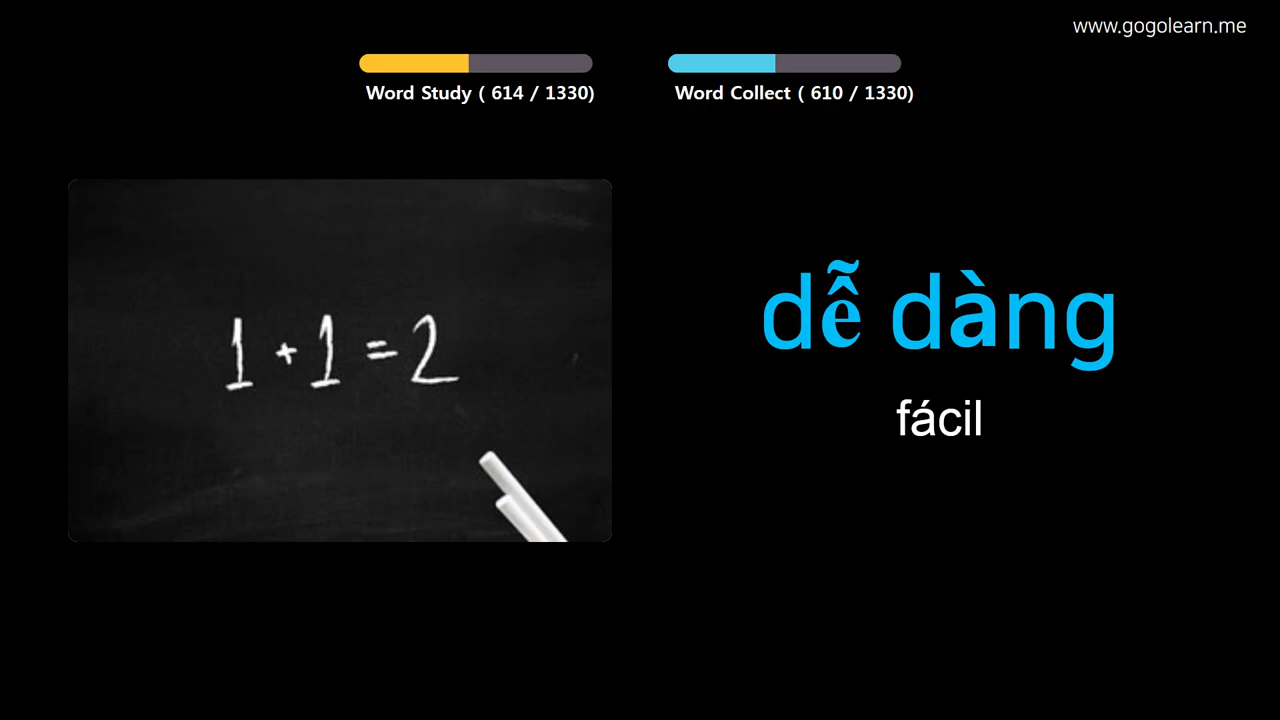 www.gogolearn.me
Word Study ( 614 / 1330)
Word Collect ( 610 / 1330)
1 + 1 = 2
dễ dàng
fácil